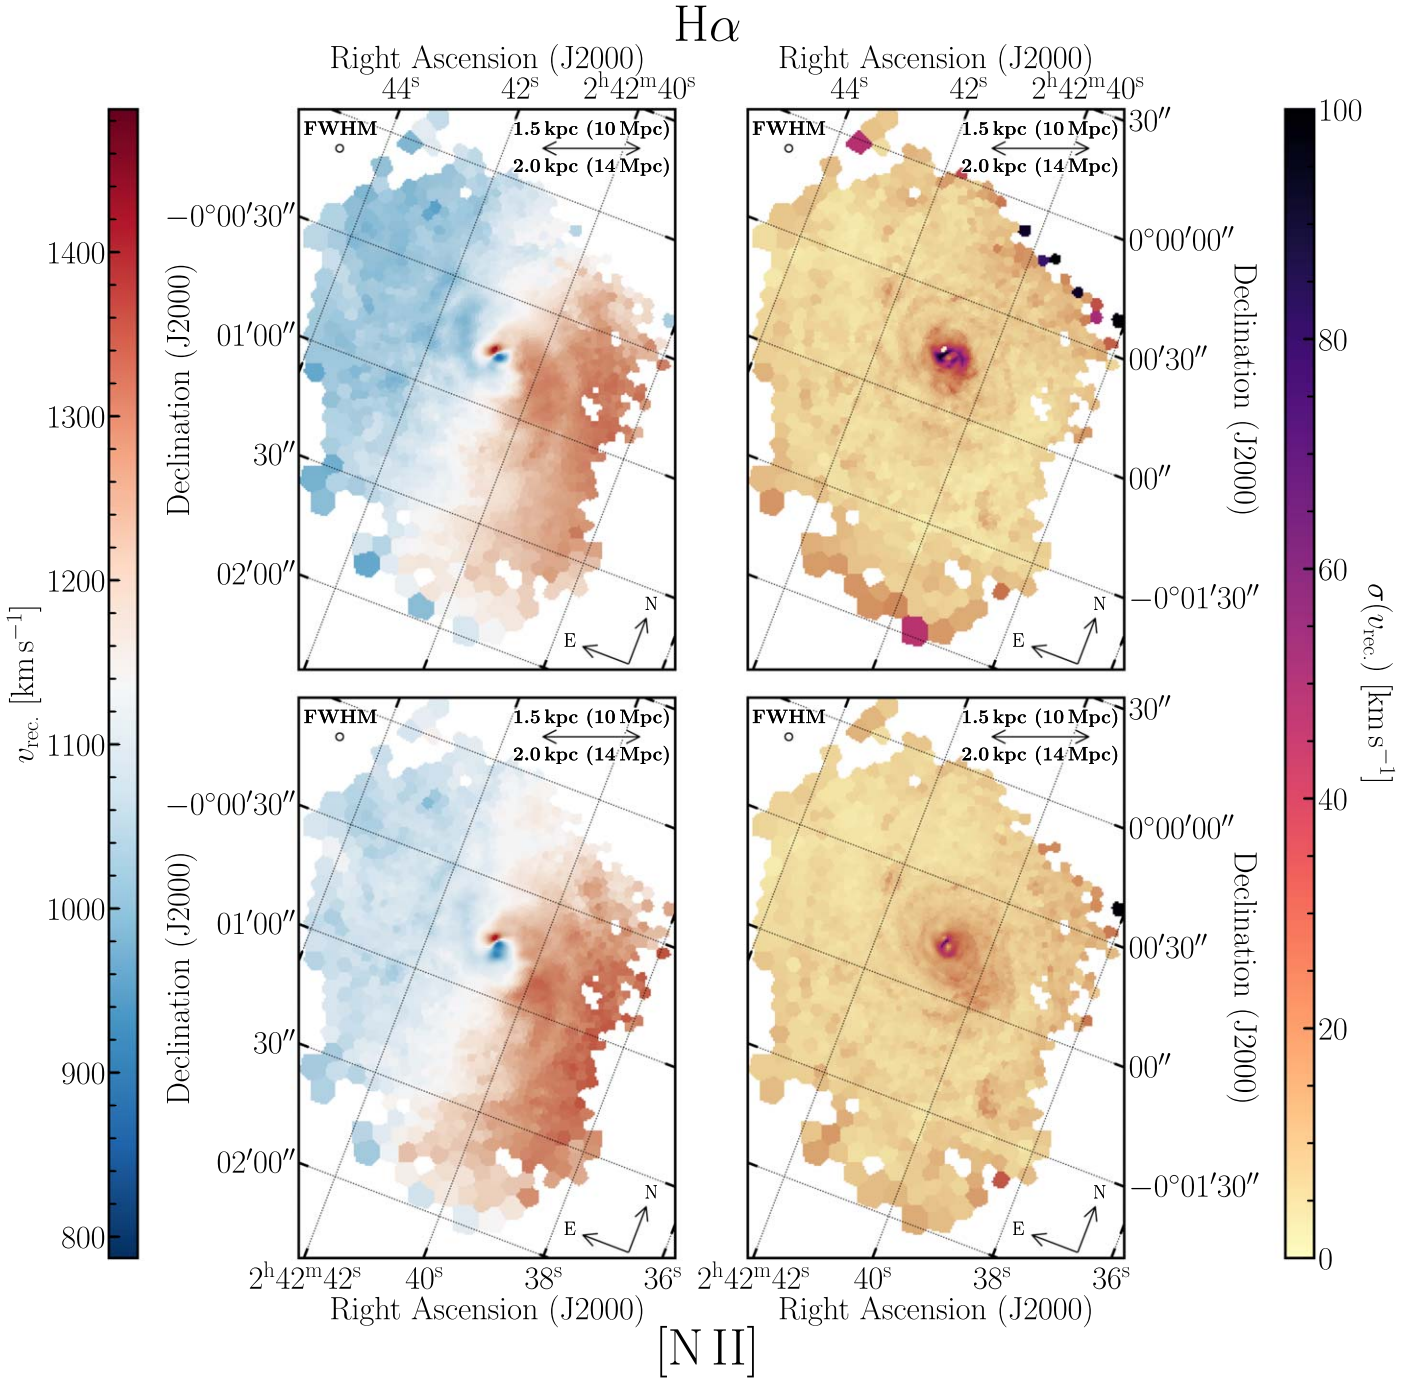 Hα
Right Ascension (J2000)
Right Ascension (J2000)
44ˢ 42ˢ 2ʰ42ᵐ40ˢ
44ˢ 42ˢ 2ʰ42ᵐ40ˢ
FWHM
1.5 kpc (10 Mpc)
2.0 kpc (14 Mpc)
N
E
FWHM
1.5 kpc (10 Mpc)
2.0 kpc (14 Mpc)
N
E
−0°00′30″
01′00″
30″
02′00″
Declination (J2000)
30″
0°00′00″
00′30″
00″
−0°01′30″
Declination (J2000)
1400
1300
1200
1100
1000
900
800
v_rec. [km s⁻¹]
100
80
60
40
20
0
σ(v_rec.) [km s⁻¹]
FWHM
1.5 kpc (10 Mpc)
2.0 kpc (14 Mpc)
N
E
FWHM
1.5 kpc (10 Mpc)
2.0 kpc (14 Mpc)
N
E
−0°00′30″
01′00″
30″
02′00″
Declination (J2000)
30″
0°00′00″
00′30″
00″
−0°01′30″
Declination (J2000)
2ʰ42ᵐ42ˢ 40ˢ 38ˢ 36ˢ
2ʰ42ᵐ42ˢ 40ˢ 38ˢ 36ˢ
Right Ascension (J2000)
Right Ascension (J2000)
[N II]